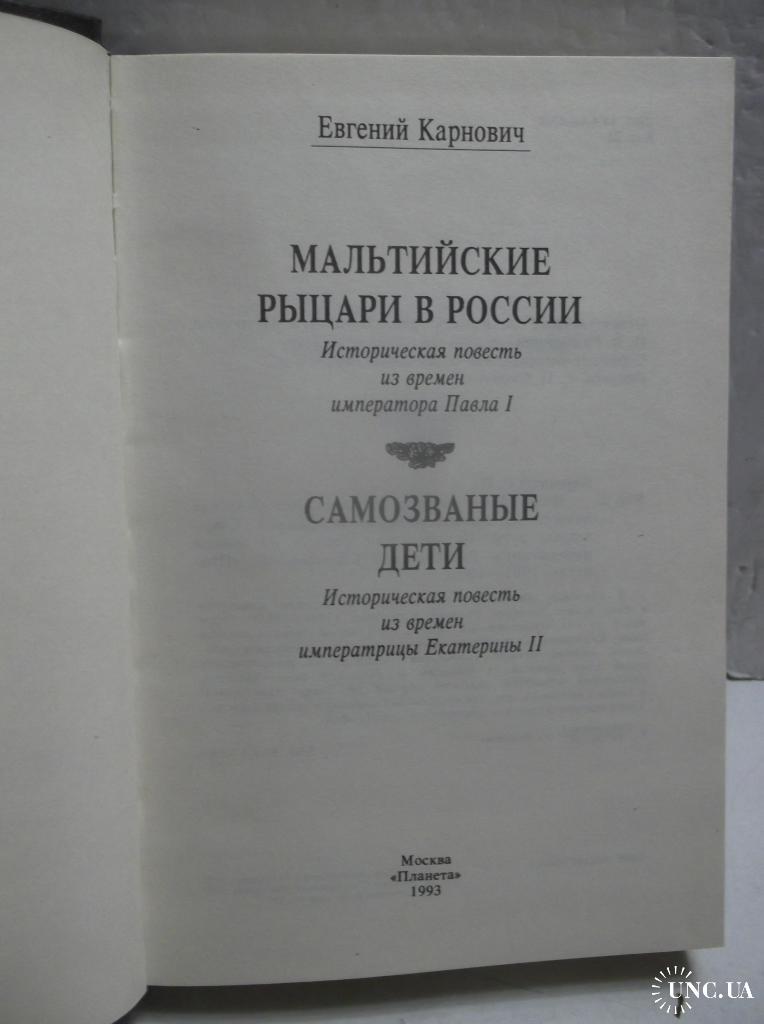 Евгений Карнович
МАЛЬТИЙСКИЕ
РЫЦАРИ В РОССИИ
Историческая повесть
из времен
императора Павла I
САМОЗВАНЫЕ
ДЕТИ
Историческая повесть
из времен
императрицы Екатерины II
Москва
«Планета»
1993
UNC.UA